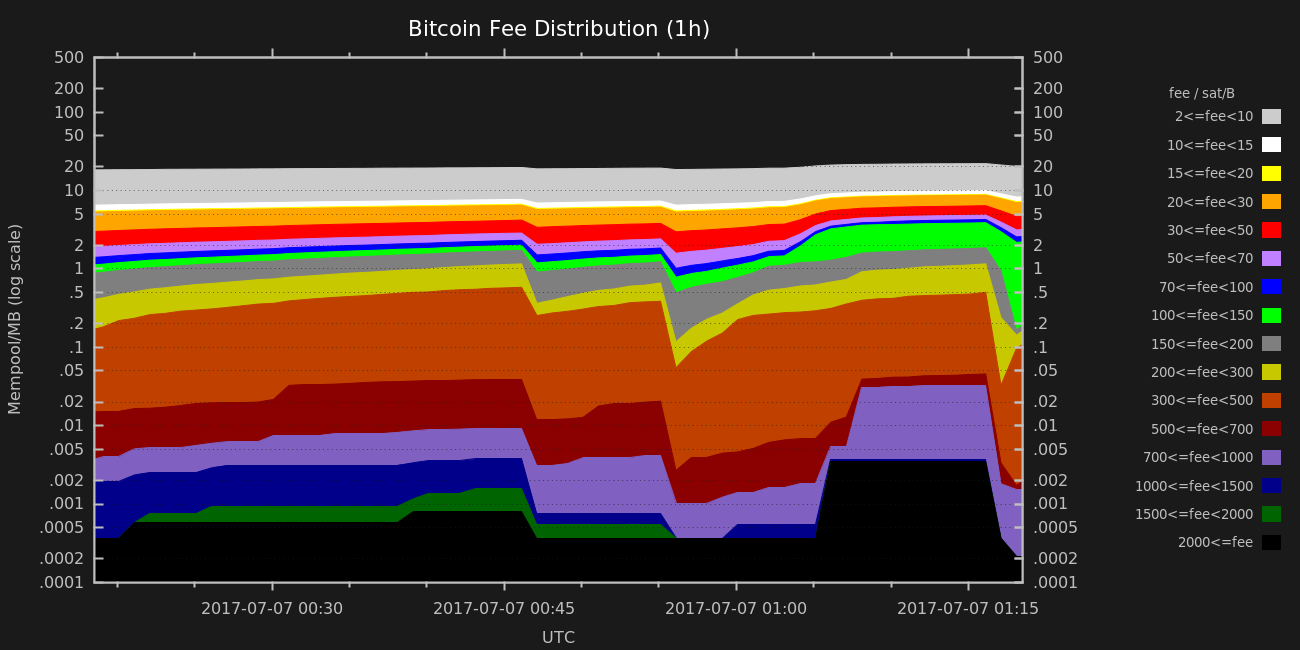 Bitcoin Fee Distribution (1h)
500 500
200 200
100 100
50 50
20 20
10 10
5 5
2 2
1 1
.5 .5
.2 .2
.1 .1
.05 .05
.02 .02
.01 .01
.005 .005
.002 .002
.001 .001
.0005 .0005
.0002 .0002
.0001 .0001
Mempool/MB (log scale)
2017-07-07 00:30 2017-07-07 00:45 2017-07-07 01:00 2017-07-07 01:15
UTC
fee / sat/B
2<=fee<10
10<=fee<15
15<=fee<20
20<=fee<30
30<=fee<50
50<=fee<70
70<=fee<100
100<=fee<150
150<=fee<200
200<=fee<300
300<=fee<500
500<=fee<700
700<=fee<1000
1000<=fee<1500
1500<=fee<2000
2000<=fee